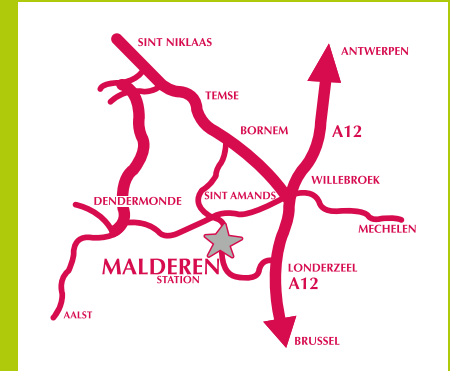 SINT NIKLAAS
ANTWERPEN
TEMSE
BORNEM
A12
WILLEBROEK
DENDERMONDE
SINT AMANDS
MECHELEN
MALDEREN
STATION
LONDERZEEL
A12
AALST
BRUSSEL